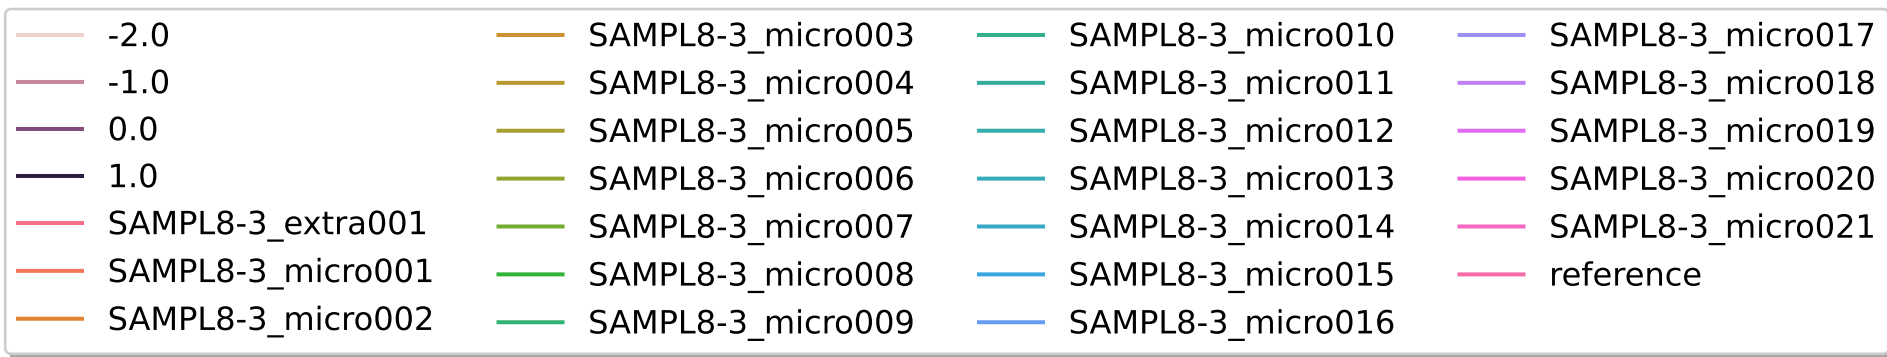 -2.0
-1.0
0.0
1.0
SAMPL8-3_extra001
SAMPL8-3_micro001
SAMPL8-3_micro002
SAMPL8-3_micro003
SAMPL8-3_micro004
SAMPL8-3_micro005
SAMPL8-3_micro006
SAMPL8-3_micro007
SAMPL8-3_micro008
SAMPL8-3_micro009
SAMPL8-3_micro010
SAMPL8-3_micro011
SAMPL8-3_micro012
SAMPL8-3_micro013
SAMPL8-3_micro014
SAMPL8-3_micro015
SAMPL8-3_micro016
SAMPL8-3_micro017
SAMPL8-3_micro018
SAMPL8-3_micro019
SAMPL8-3_micro020
SAMPL8-3_micro021
reference